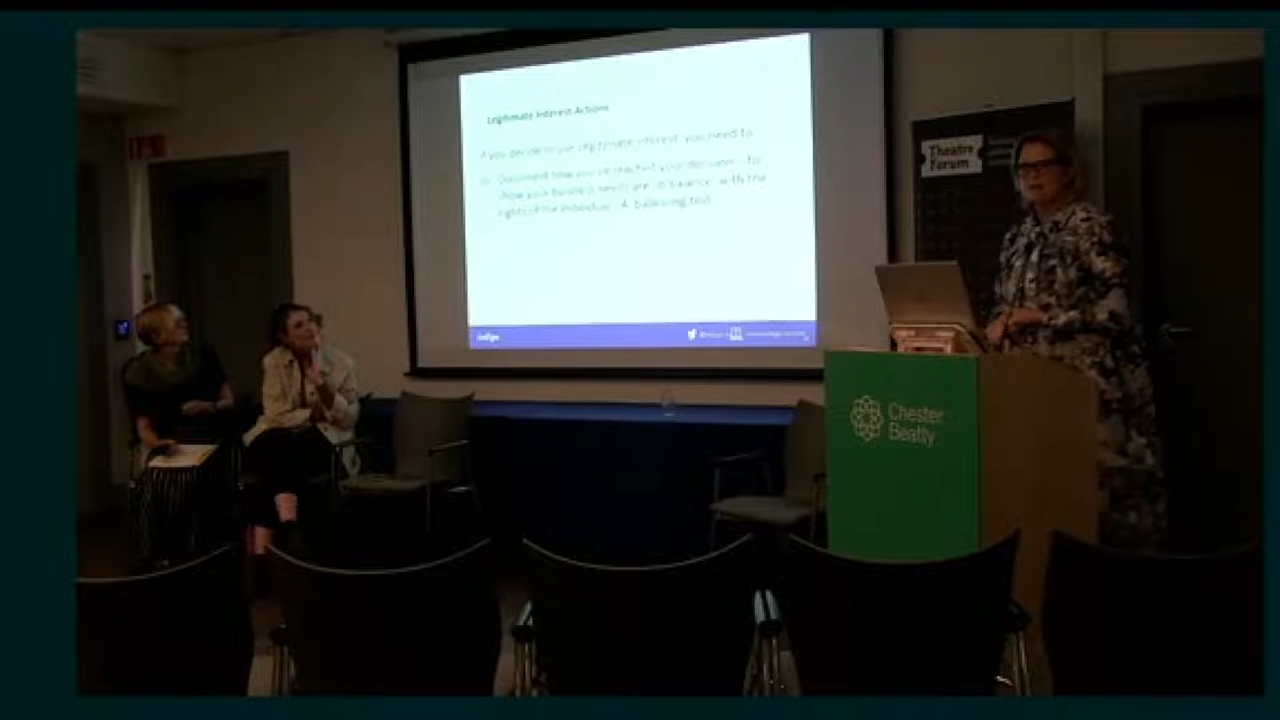 Legitimate Interest Actions
If you decide to use legitimate interest you need to
Document how you reached your decision - to
show your business needs are in balance with the
rights of the individual. (A balancing test
indigo
Theatre
Forum
Chester
Beatty